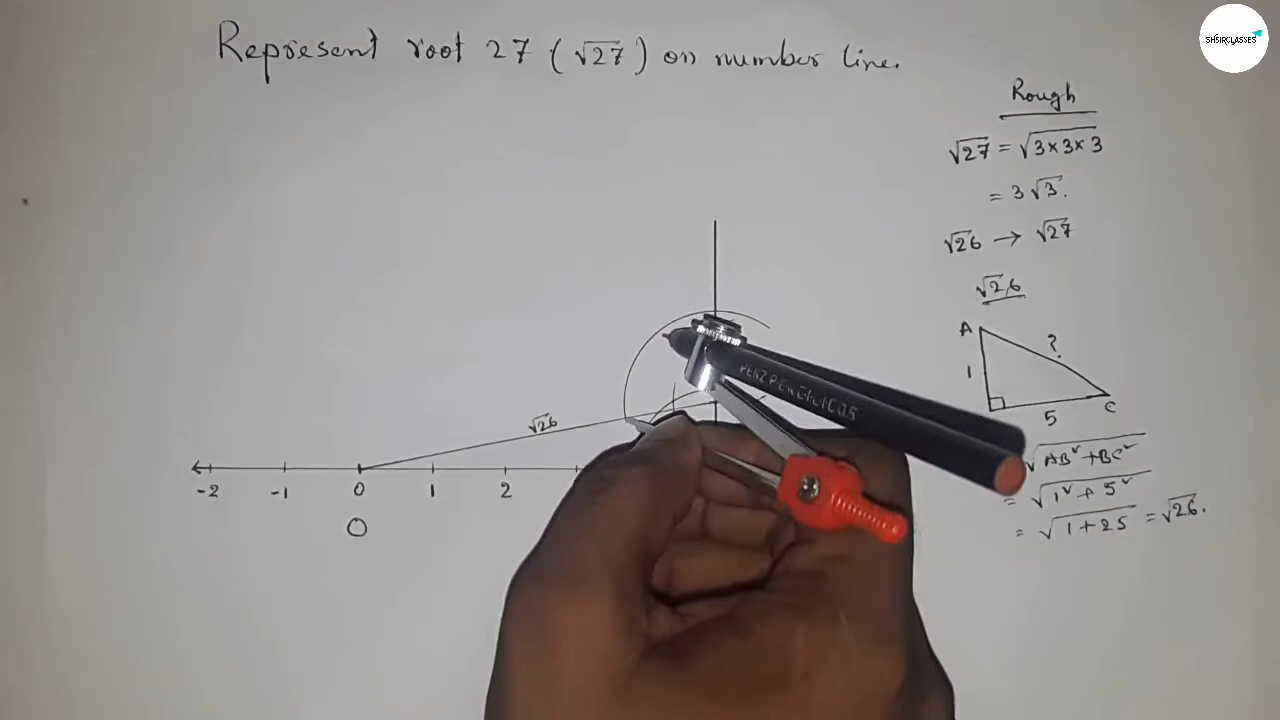 Represent root 27 (√27) on number line.
SHSIRCLASSES
Rough
√27 = √3×3×3
= 3√3.
√26 → √27
√26
A
?
1
5
C
√AB²+BC²
= √1²+5²
= √1+25 = √26.
√26
-2 -1 0 1 2
O